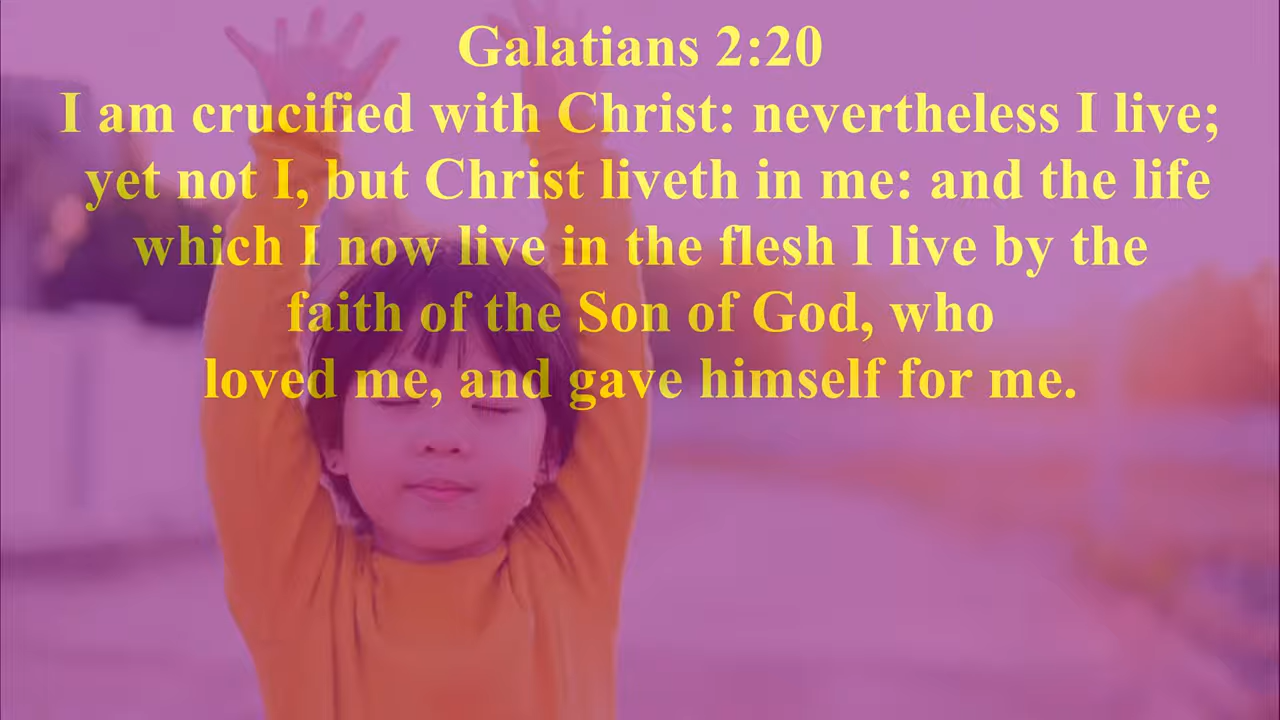 Galatians 2:20
I am crucified with Christ: nevertheless I live;
yet not I, but Christ liveth in me: and the life
which I now live in the flesh I live by the
faith of the Son of God, who
loved me, and gave himself for me.